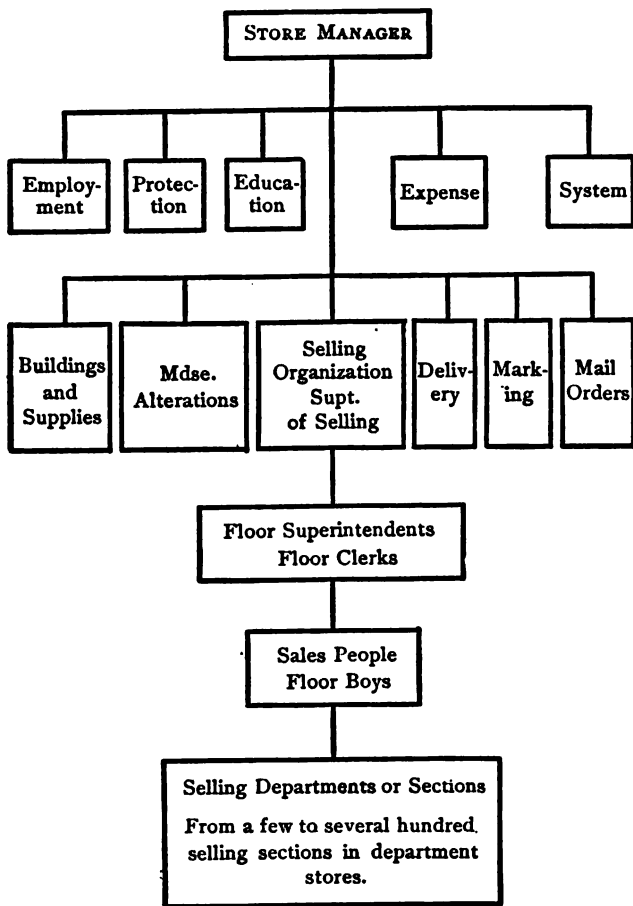 STORE MANAGER
Employ-
ment
Protec-
tion
Educa-
tion
Expense
System
Buildings
and
Supplies
Mdse.
Alterations
Selling
Organization
Supt.
of Selling
Deliv-
ery
Mark-
ing
Mail
Orders
Floor Superintendents
Floor Clerks
Sales People
Floor Boys
Selling Departments or Sections
From a few to several hundred
selling sections in department
stores.